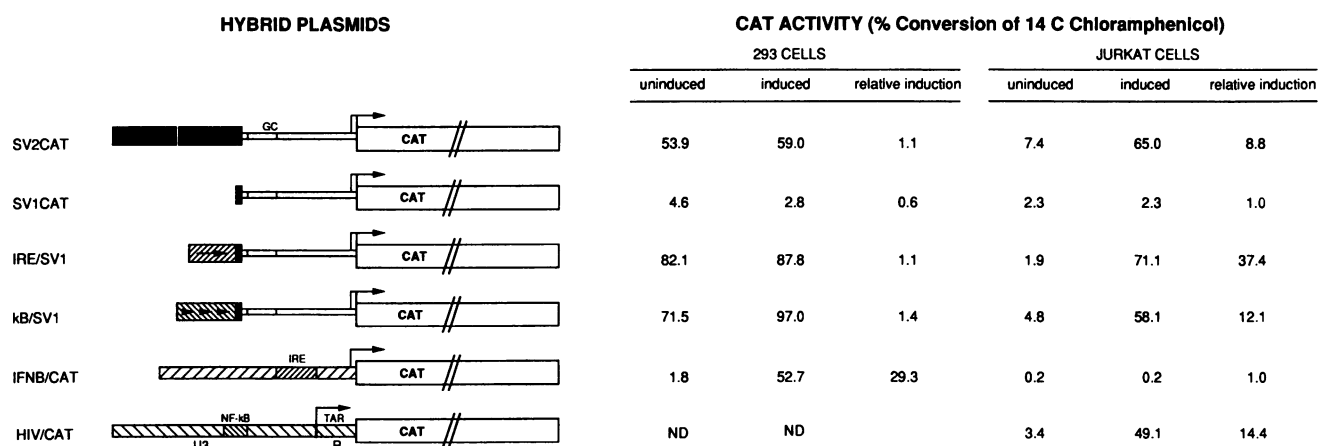 HYBRID PLASMIDS
CAT ACTIVITY (% Conversion of 14 C Chloramphenicol)
293 CELLS JURKAT CELLS
uninduced induced relative induction uninduced induced relative induction
SV2CAT GC CAT 53.9 59.0 1.1 7.4 65.0 8.8
SV1CAT CAT 4.6 2.8 0.6 2.3 2.3 1.0
IRE/SV1 CAT 82.1 87.8 1.1 1.9 71.1 37.4
kB/SV1 CAT 71.5 97.0 1.4 4.8 58.1 12.1
IFNB/CAT IRE CAT 1.8 52.7 29.3 0.2 0.2 1.0
HIV/CAT NF-kB TAR CAT ND ND 3.4 49.1 14.4
U3 R